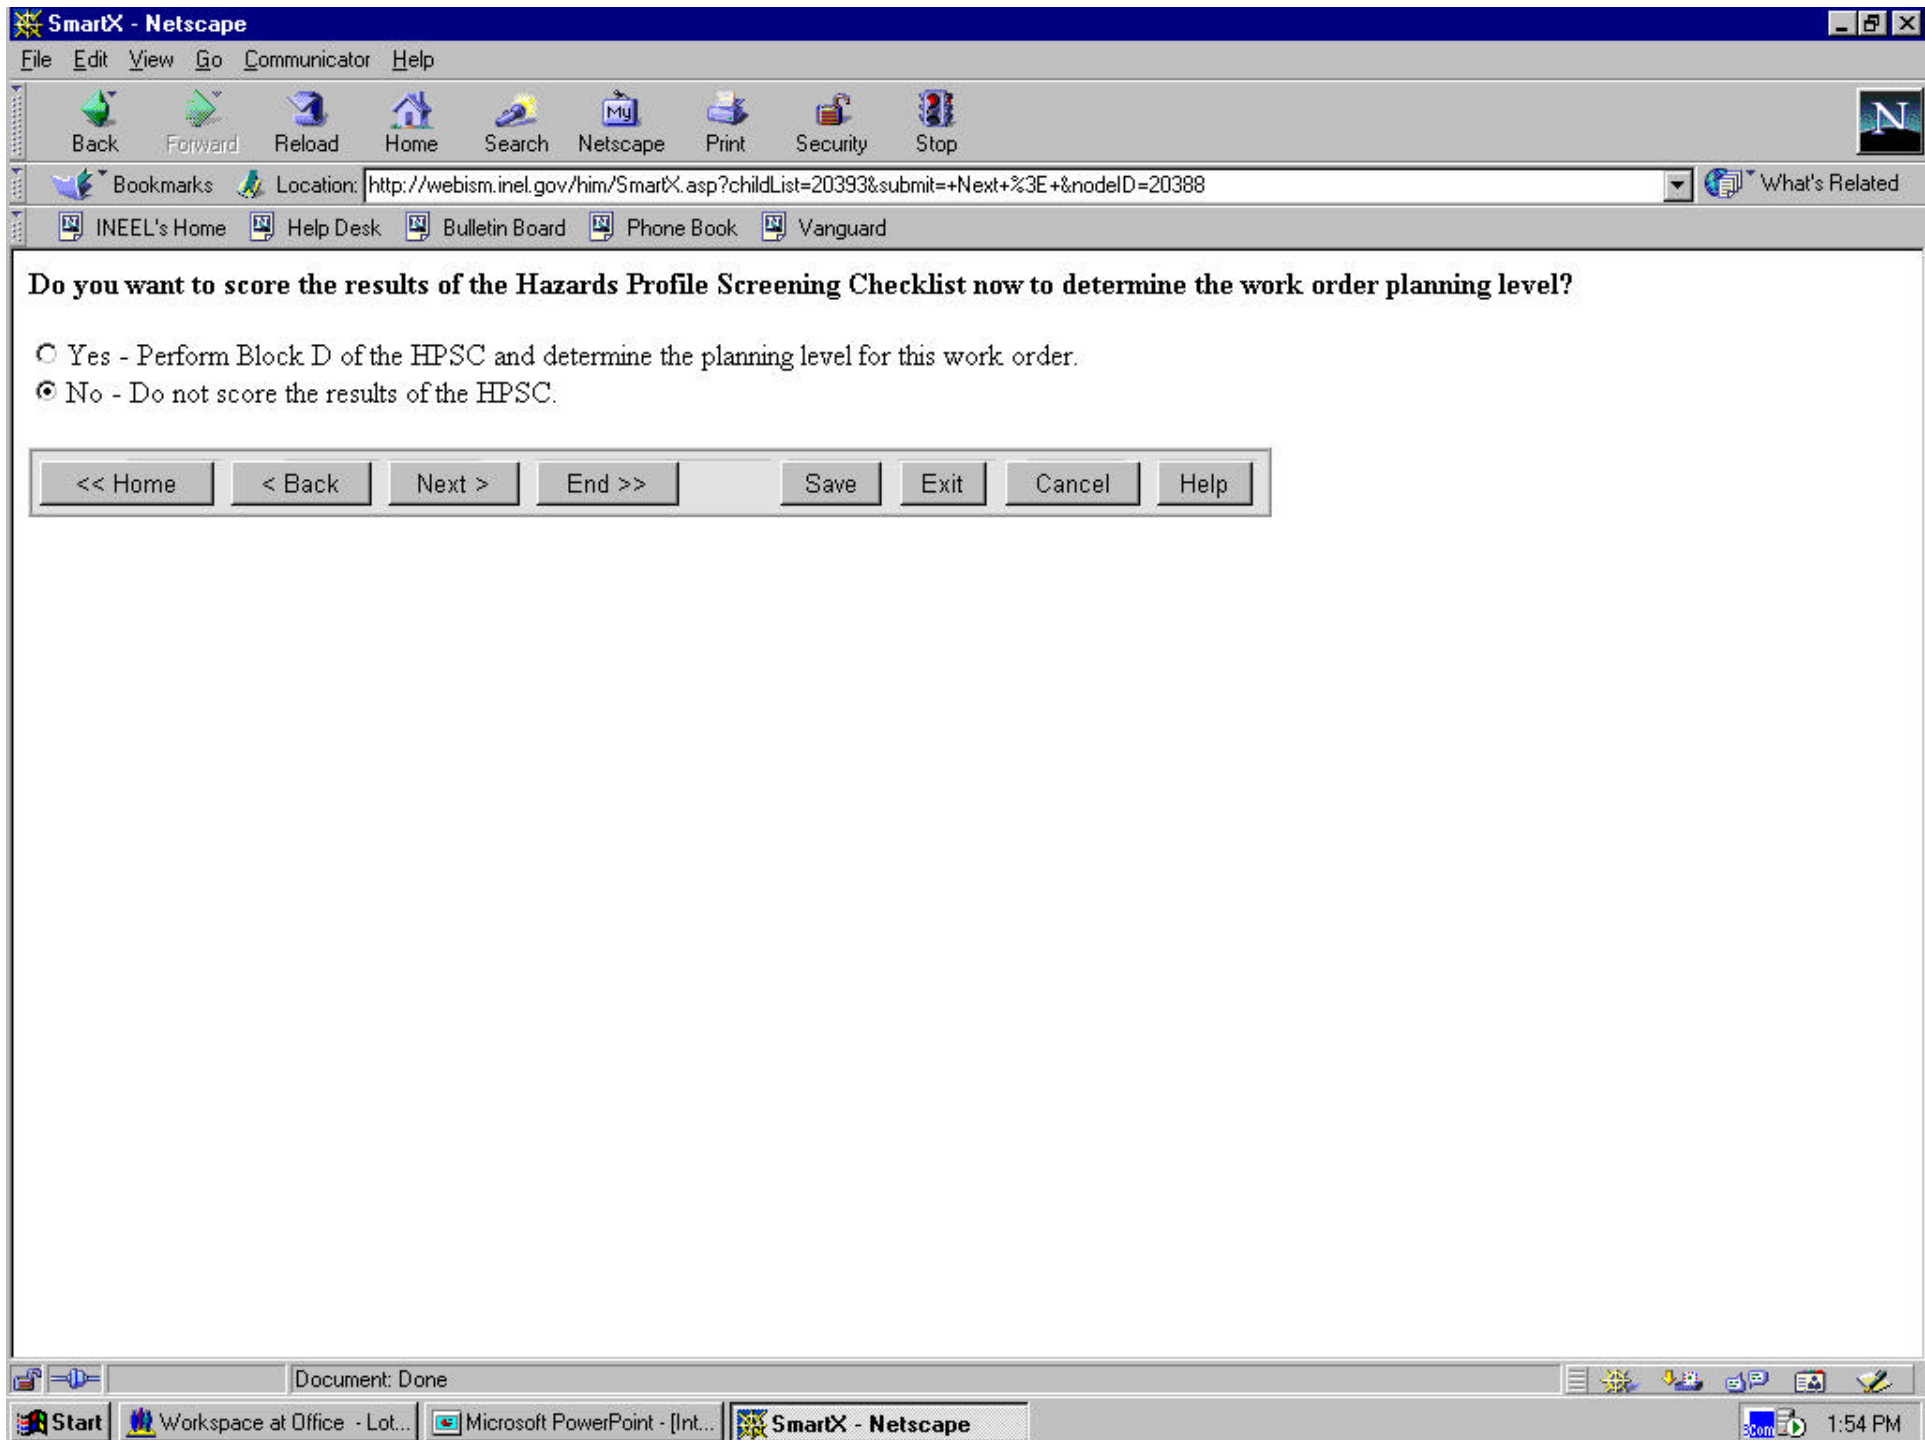 SmartX - Netscape
File Edit View Go Communicator Help
My N
Back Forward Reload Home Search Netscape Print Security Stop
Bookmarks Location: http://webism.inel.gov/him/SmartX.asp?childList=20393&submit=+Next+%3E+&nodeID=20388 What's Related
INEEL's Home Help Desk Bulletin Board Phone Book Vanguard
Do you want to score the results of the Hazards Profile Screening Checklist now to determine the work order planning level?
Yes - Perform Block D of the HPSC and determine the planning level for this work order.
No - Do not score the results of the HPSC.
<< Home < Back Next > End >> Save Exit Cancel Help
Document: Done
Start Workspace at Office - Lot... Microsoft PowerPoint - [Int... SmartX - Netscape 3Com 1:54 PM